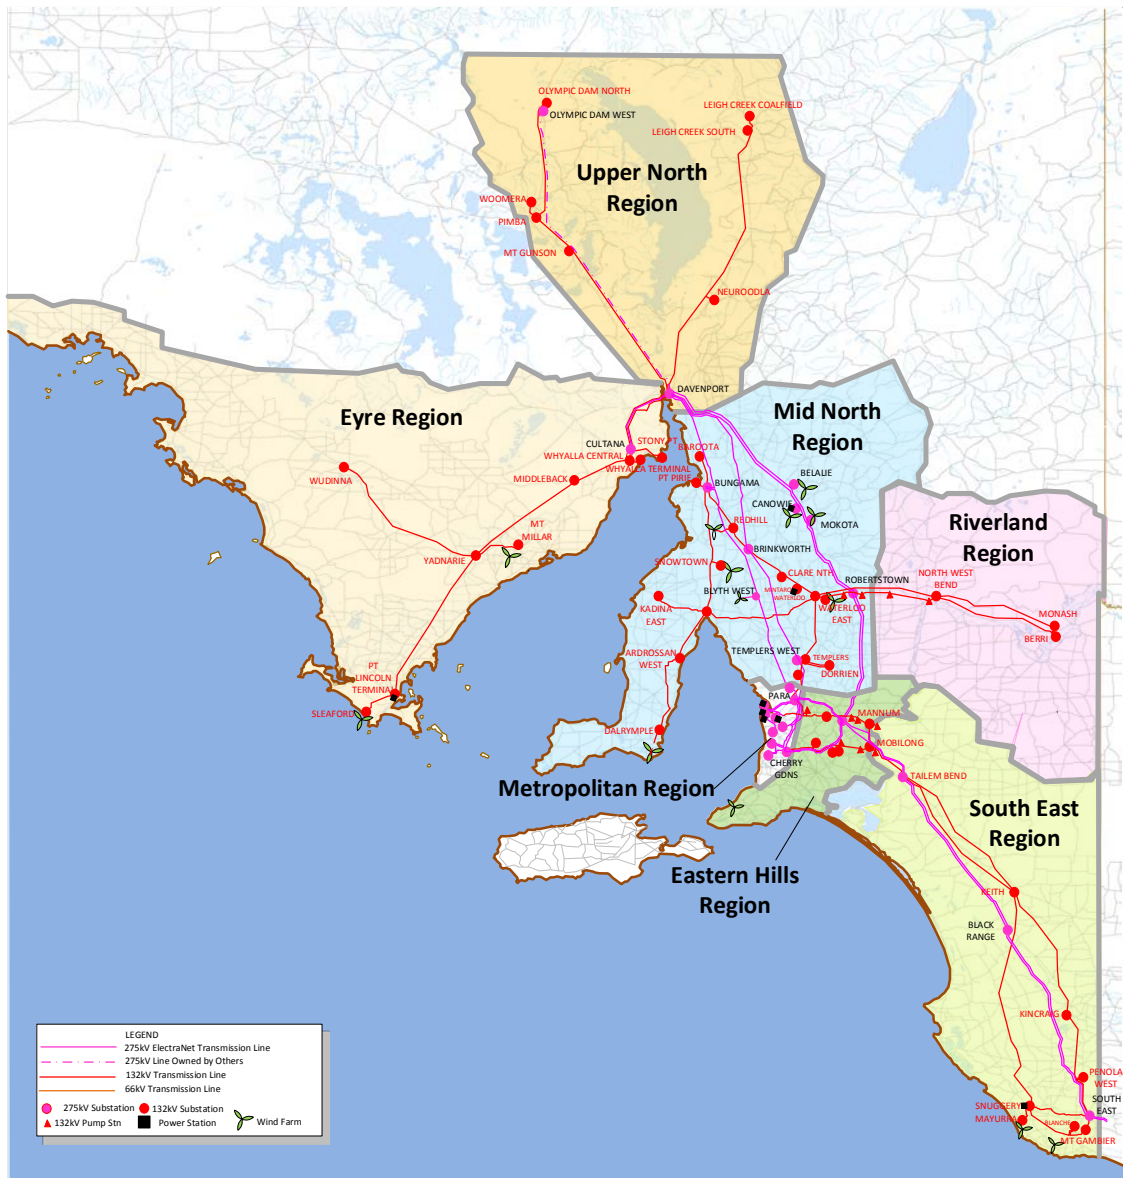 OLYMPIC DAM NORTH
OLYMPIC DAM WEST
LEIGH CREEK COALFIELD
LEIGH CREEK SOUTH
Upper North
Region
WOOMERA
PIMBA
MT GUNSON
NEUROODLA
DAVENPORT
Eyre Region
Mid North
Region
CULTANA
STONY PT
WHYALLA CENTRAL
WHYALLA TERMINAL
BAROOTA
PT PIRIE
WUDINNA
MIDDLEBACK
BUNGAMA
BELALIE
CANOWIE
MOKOTA
Riverland
Region
MT
MILLAR
YADNARIE
REDHILL
BRINKWORTH
SNOWTOWN
CLARE NTH
BLYTH WEST
MINTARO
WATERLOO
ROBERTSTOWN
NORTH WEST
BEND
KADINA
EAST
WATERLOO
EAST
MONASH
BERRI
ARDROSSAN
WEST
TEMPLERS WEST
TEMPLERS
DORRIEN
PT
LINCOLN
TERMINAL
SLEAFORD
PARA
MANNUM
DALRYMPLE
MOBILONG
CHERRY
GDNS
TAILEM BEND
Metropolitan Region
South East
Region
Eastern Hills
Region
KEITH
BLACK
RANGE
KINCRAIG
PENOLA
WEST
SNUGGERY
MAYURRA
SOUTH
EAST
BLANCHE
MT GAMBIER
LEGEND
275kV ElectraNet Transmission Line
275kV Line Owned by Others
132kV Transmission Line
66kV Transmission Line
275kV Substation
132kV Substation
132kV Pump Stn
Power Station
Wind Farm